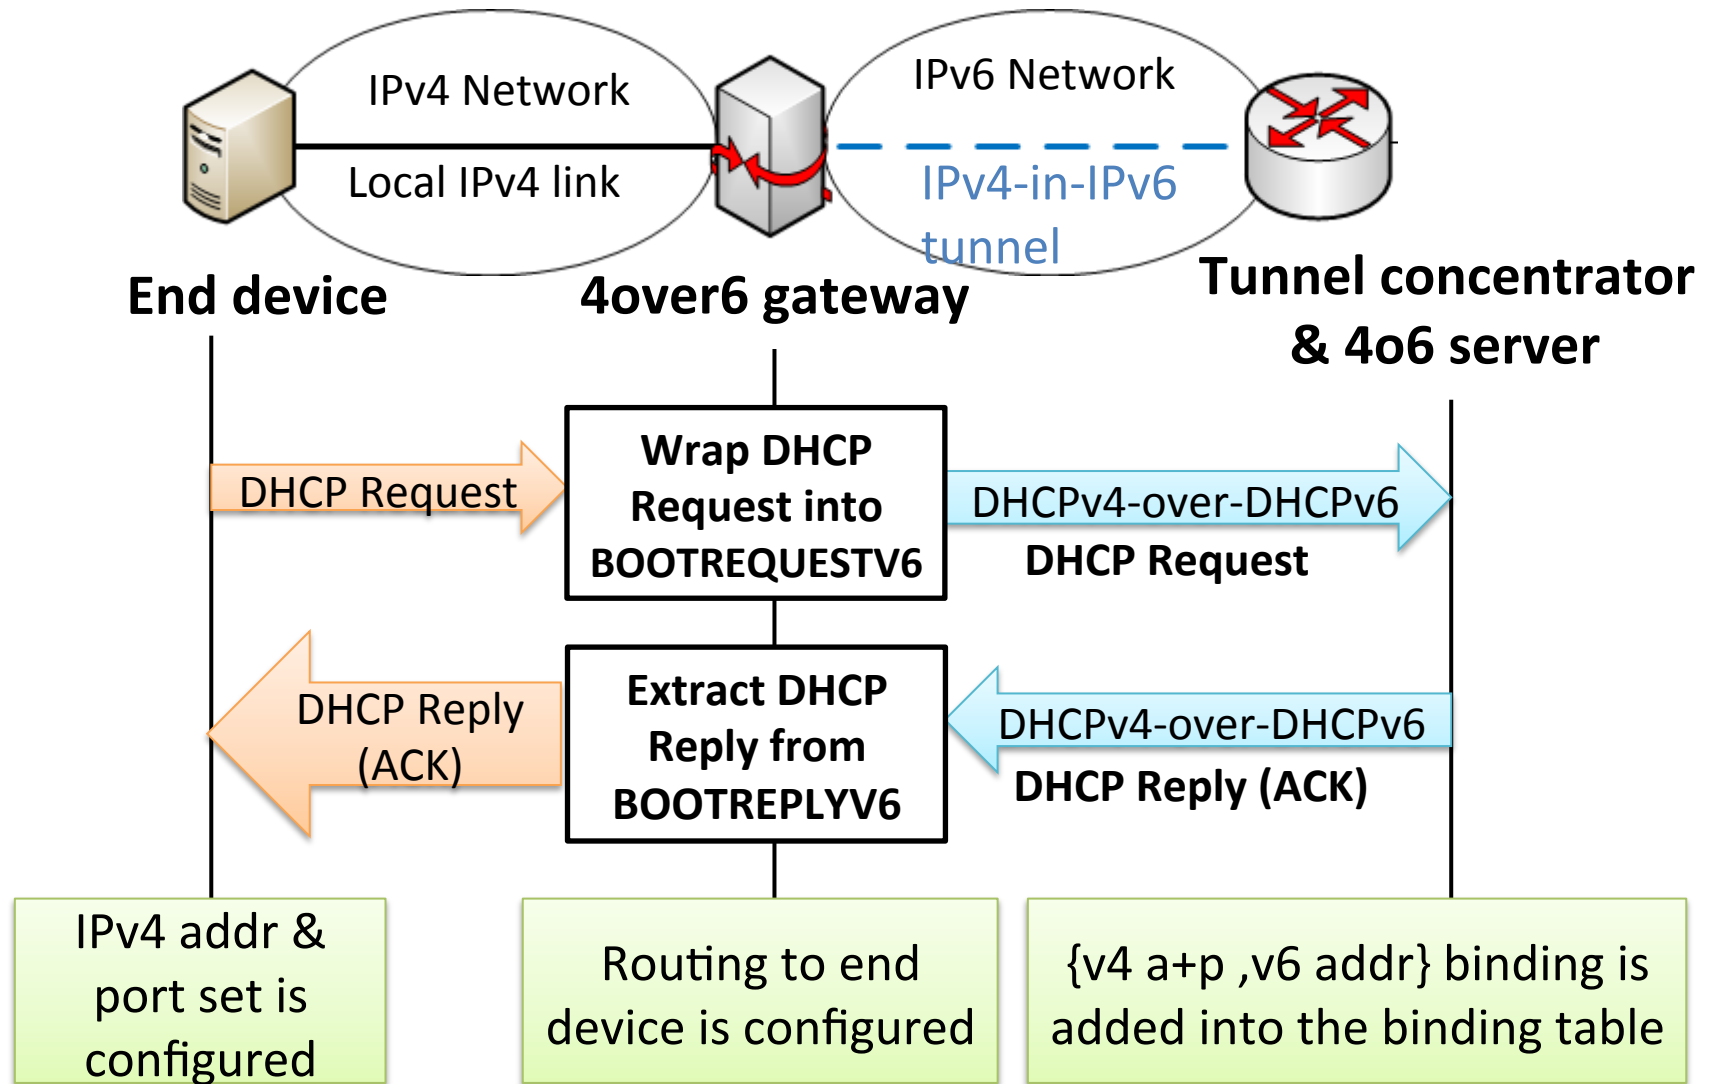 IPv4 Network
IPv6 Network
Local IPv4 link
IPv4-in-IPv6
tunnel
End device
4over6 gateway
Tunnel concentrator
& 4o6 server
DHCP Request
Wrap DHCP
Request into
BOOTREQUESTV6
DHCPv4-over-DHCPv6
DHCP Request
DHCP Reply
(ACK)
Extract DHCP
Reply from
BOOTREPLYV6
DHCPv4-over-DHCPv6
DHCP Reply (ACK)
IPv4 addr &
port set is
configured
Routing to end
device is configured
{v4 a+p ,v6 addr} binding is
added into the binding table